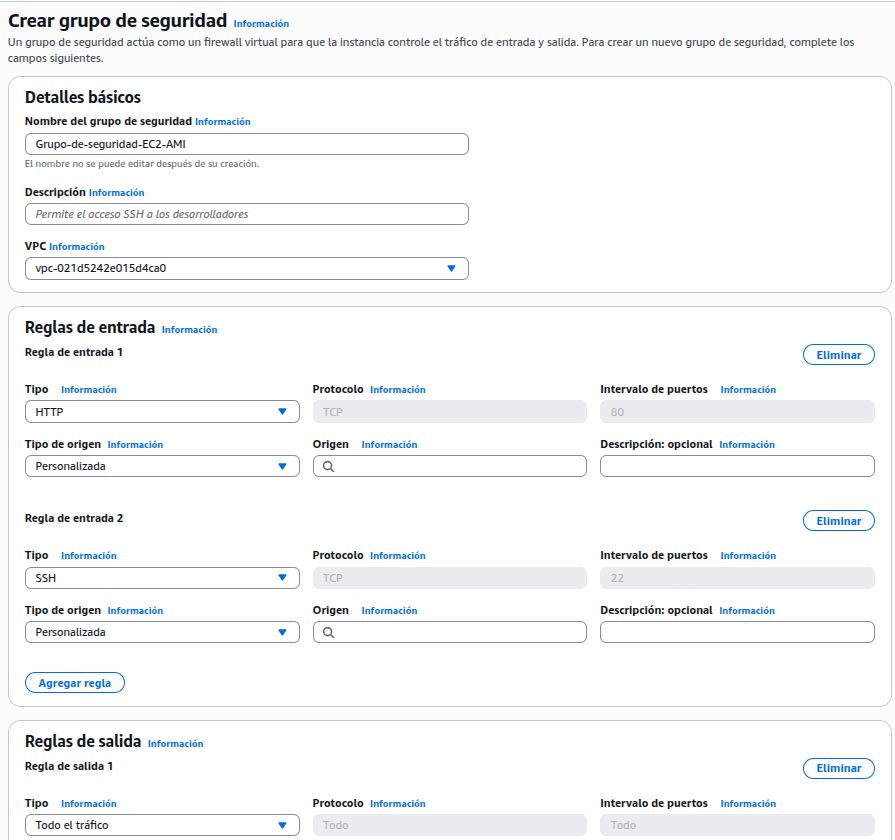 Crear grupo de seguridad Información
Un grupo de seguridad actúa como un firewall virtual para que la instancia controle el tráfico de entrada y salida. Para crear un nuevo grupo de seguridad, complete los
campos siguientes.
Detalles básicos
Nombre del grupo de seguridad Información
Grupo-de-seguridad-EC2-AMI
El nombre no se puede editar después de su creación.
Descripción Información
Permite el acceso SSH a los desarrolladores
VPC Información
vpc-021d5242e015d4ca0
Reglas de entrada Información
Regla de entrada 1 Eliminar
Tipo Información Protocolo Información Intervalo de puertos Información
HTTP TCP 80
Tipo de origen Información Origen Información Descripción: opcional Información
Personalizada
Regla de entrada 2 Eliminar
Tipo Información Protocolo Información Intervalo de puertos Información
SSH TCP 22
Tipo de origen Información Origen Información Descripción: opcional Información
Personalizada
Agregar regla
Reglas de salida Información
Regla de salida 1 Eliminar
Tipo Información Protocolo Información Intervalo de puertos Información
Todo el tráfico Todo Todo